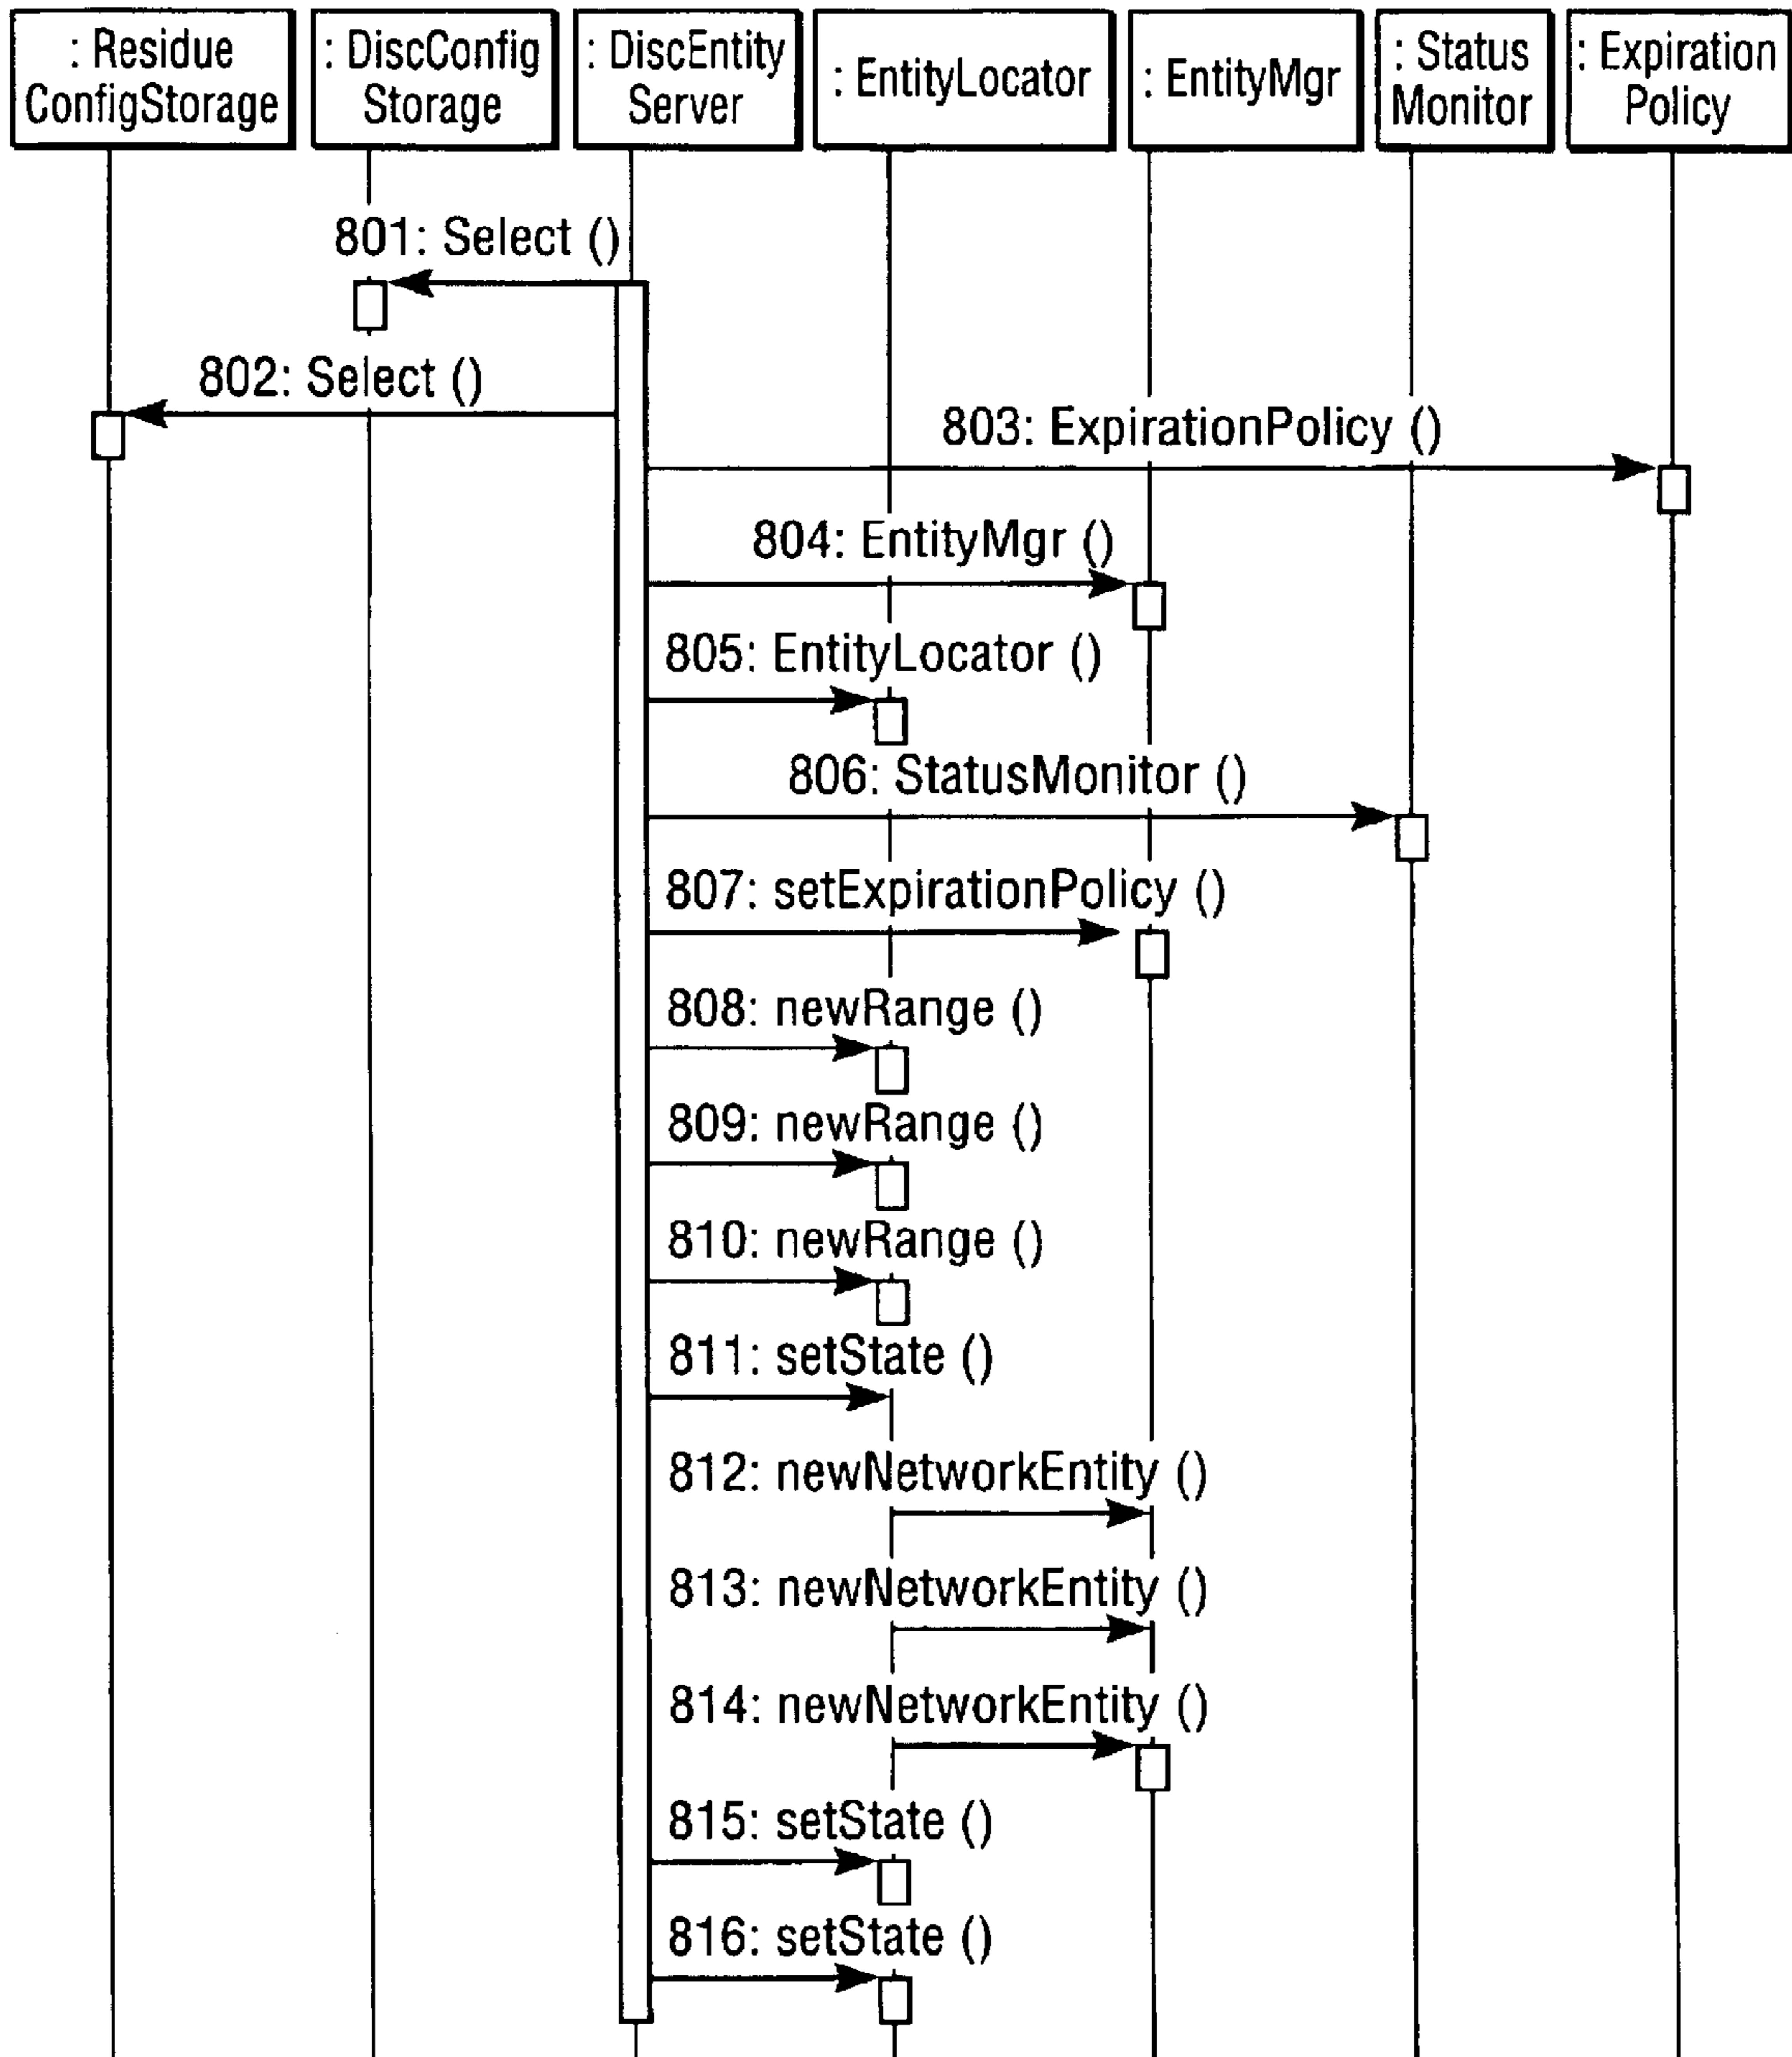 : Residue
ConfigStorage
: DiscConfig
Storage
: DiscEntity
Server
: EntityLocator
: EntityMgr
: Status
Monitor
: Expiration
Policy
801: Select ()
802: Select ()
803: ExpirationPolicy ()
804: EntityMgr ()
805: EntityLocator ()
806: StatusMonitor ()
807: setExpirationPolicy ()
808: newRange ()
809: newRange ()
810: newRange ()
811: setState ()
812: newNetworkEntity ()
813: newNetworkEntity ()
814: newNetworkEntity ()
815: setState ()
816: setState ()